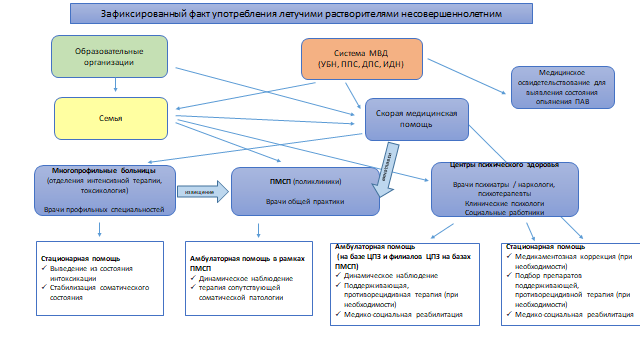 Зафиксированный факт употребления летучими растворителями несовершеннолетним
Образовательные
организации
Система МВД
(УБН, ППС, ДПС, ИДН)
Медицинское
освидетельствование для
выявления состояния
опьянения ПАВ
Семья
Скорая медицинская
помощь
Многопрофильные больницы
(отделения интенсивной терапии,
токсикология)
Врачи профильных специальностей
извещение
ПМСП (поликлиники)
Врачи общей практики
Центры психического здоровья
Врачи психиатры / наркологи,
психотерапевты
Клинические психологи
Социальные работники
Стационарная помощь
✓ Выведение из состояния
интоксикации
✓ Стабилизация соматического
состояния
Амбулаторная помощь в рамках
ПМСП
✓ Динамическое наблюдение
✓ терапия сопутствующей
соматической патологии
Амбулаторная помощь
(на базе ЦПЗ и филиалов ЦПЗ на базах
ПМСП)
✓ Динамическое наблюдение
✓ Поддерживающая,
противорецидивная терапия (при
необходимости)
✓ Медико социальная реабилитация
Стационарная помощь
✓ Медикаментозная коррекция (при
необходимости)
✓ Подбор препаратов
поддерживающей,
противорецидивной терапии (при
необходимости)
✓ Медико социальная реабилитация